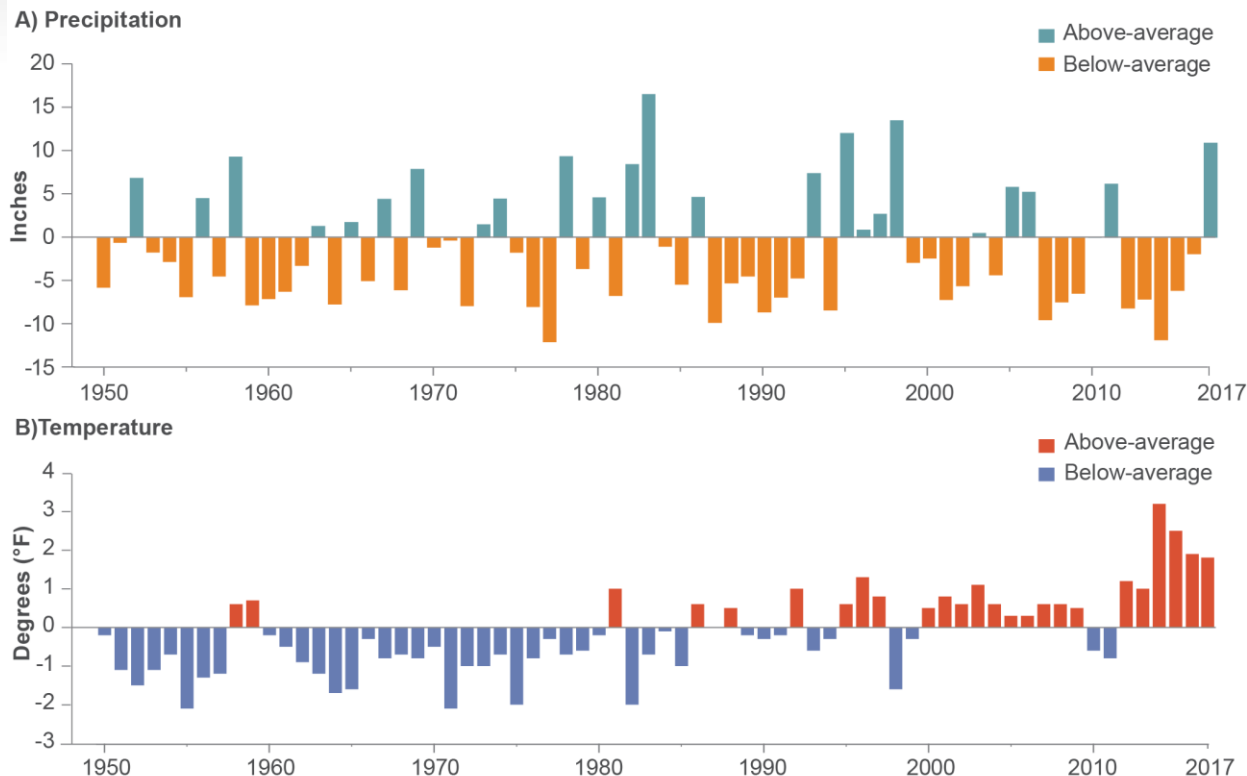 A) Precipitation
Above-average
Below-average
Inches
20
15
10
5
0
-5
-10
-15
1950 1960 1970 1980 1990 2000 2010 2017
B)Temperature
Above-average
Below-average
Degrees (°F)
4
3
2
1
0
-1
-2
-3
1950 1960 1970 1980 1990 2000 2010 2017